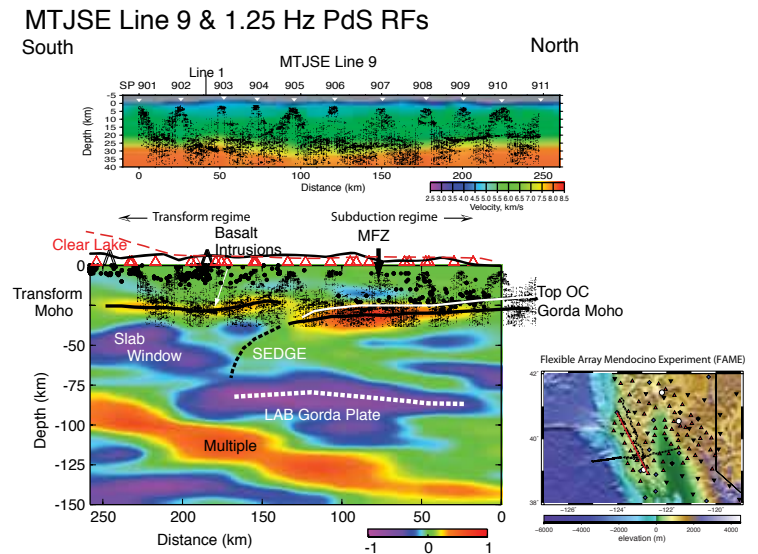 MTJSE Line 9 & 1.25 Hz PdS RFs
South
North
MTJSE Line 9
Line 1
SP 901 902 903 904 905 906 907 908 909 910 911
-5
0
5
10
15
20
25
30
35
40
Depth (km)
0 50 100 150 200 250
Distance (km)
2.5 3.0 3.5 4.0 4.5 5.0 5.5 6.0 6.5 7.0 7.5 8.0 8.5
Velocity, km/s
Transform regime
Subduction regime
Clear Lake
Basalt
Intrusions
MFZ
Transform
Moho
Top OC
Gorda Moho
Slab
Window
SEDGE
LAB Gorda Plate
Multiple
0
-50
-75
-100
-125
-150
Depth (km)
250 200 150 100 50 0
Distance (km)
-1 0 1
Flexible Array Mendocino Experiment (FAME)
42˚
40˚
38˚
-126˚ -124˚ -122˚ -120˚
-6000 -4000 -2000 0 2000 4000
elevation (m)